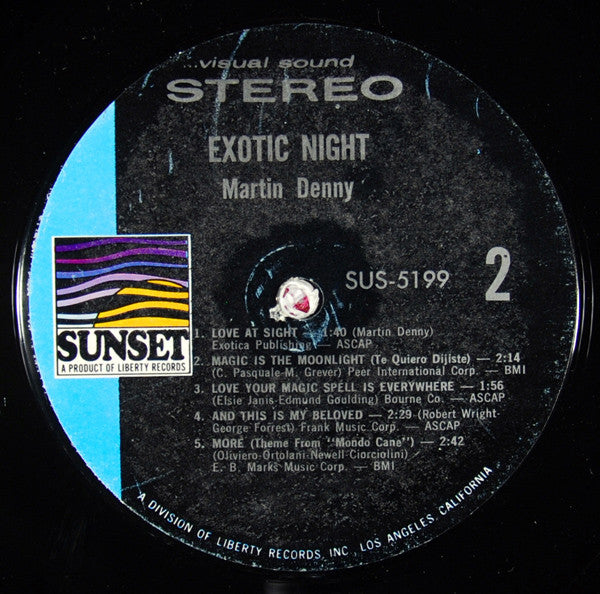 ...visual sound
STEREO
EXOTIC NIGHT
Martin Denny
SUS-5199
2
SUNSET
A PRODUCT OF LIBERTY RECORDS
1. LOVE AT SIGHT — 1:40 (Martin Denny)
Exotica Publishing — ASCAP
2. MAGIC IS THE MOONLIGHT (Te Quiero Dijiste) — 2:14
(C. Pasquale-M. Grever) Peer International Corp. — BMI
3. LOVE YOUR MAGIC SPELL IS EVERYWHERE — 1:56
(Elsie Janis-Edmund Goulding) Bourne Co. — ASCAP
4. AND THIS IS MY BELOVED — 2:29 (Robert Wright-
George Forrest) Frank Music Corp. — ASCAP
5. MORE (Theme From "Mondo Cane") — 2:42
(Oliviero-Ortolani-Newell Ciorciolini)
E. B. Marks Music Corp. — BMI
A DIVISION OF LIBERTY RECORDS, INC., LOS ANGELES, CALIFORNIA